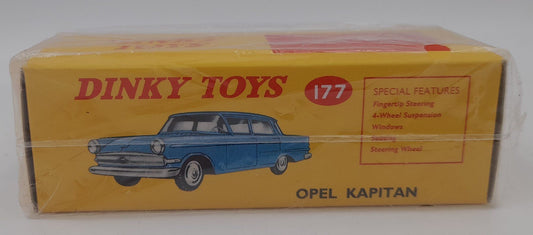 DINKY TOYS
177
SPECIAL FEATURES
Fingertip Steering
4-Wheel Suspension
Windows
Steering Wheel
OPEL KAPITAN